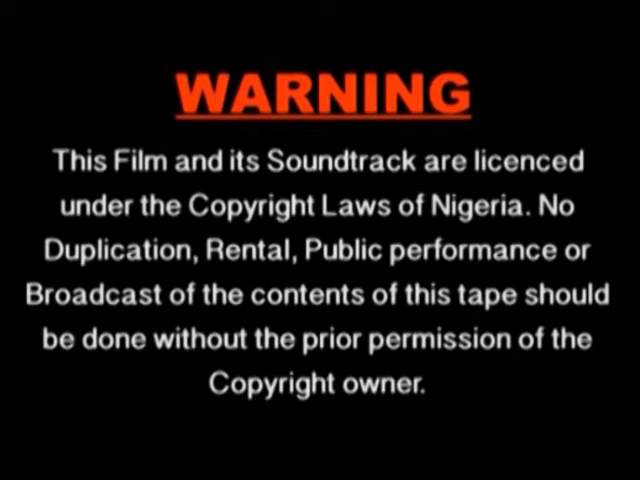 WARNING
This Film and its Soundtrack are licenced
under the Copyright Laws of Nigeria. No
Duplication, Rental, Public performance or
Broadcast of the contents of this tape should
be done without the prior permission of the
Copyright owner.